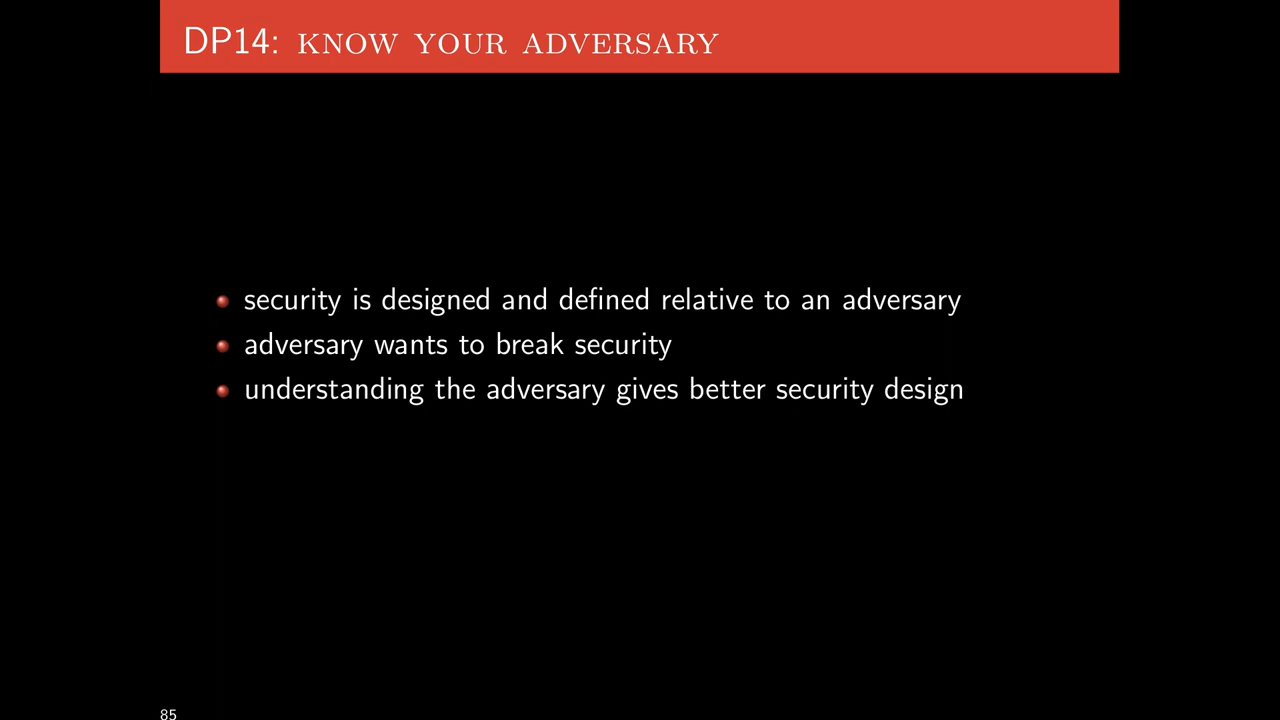 DP14: KNOW YOUR ADVERSARY
security is designed and defined relative to an adversary
adversary wants to break security
understanding the adversary gives better security design
85